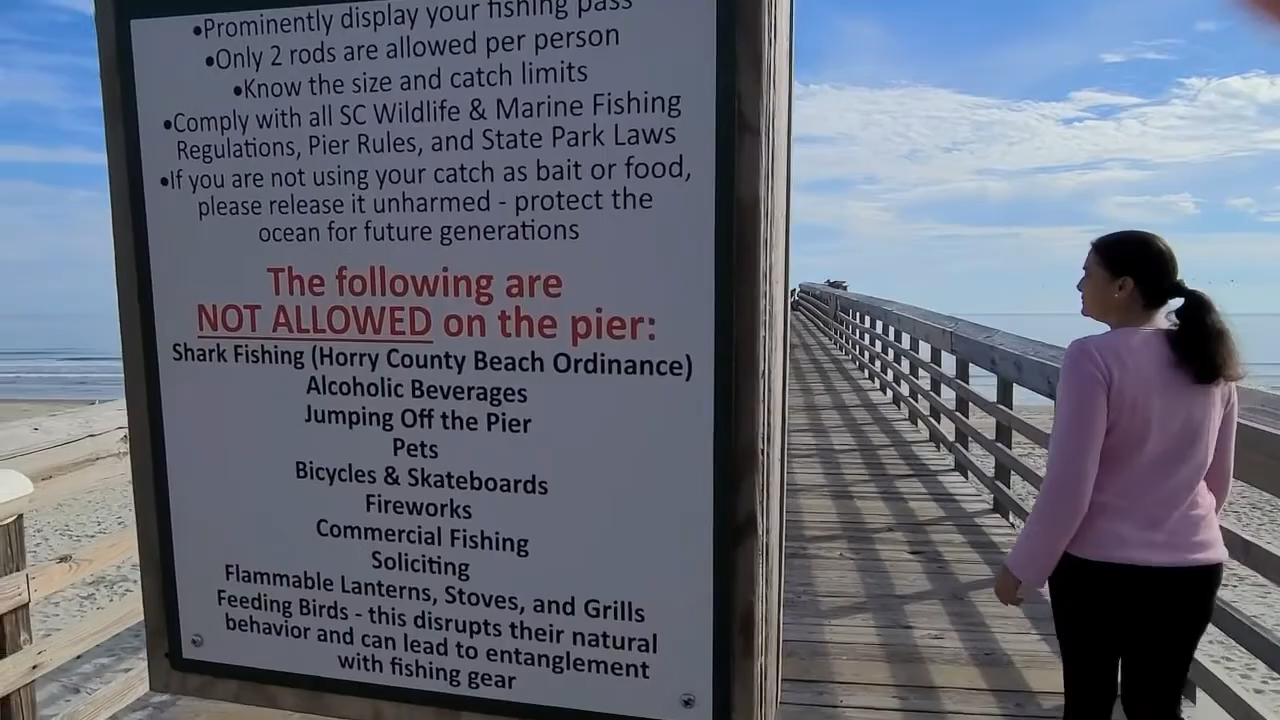 •Prominently display your fishing pass
•Only 2 rods are allowed per person
•Know the size and catch limits
•Comply with all SC Wildlife & Marine Fishing
Regulations, Pier Rules, and State Park Laws
•If you are not using your catch as bait or food,
please release it unharmed - protect the
ocean for future generations
The following are
NOT ALLOWED on the pier:
Shark Fishing (Horry County Beach Ordinance)
Alcoholic Beverages
Jumping Off the Pier
Pets
Bicycles & Skateboards
Fireworks
Commercial Fishing
Soliciting
Flammable Lanterns, Stoves, and Grills
Feeding Birds - this disrupts their natural
behavior and can lead to entanglement
with fishing gear